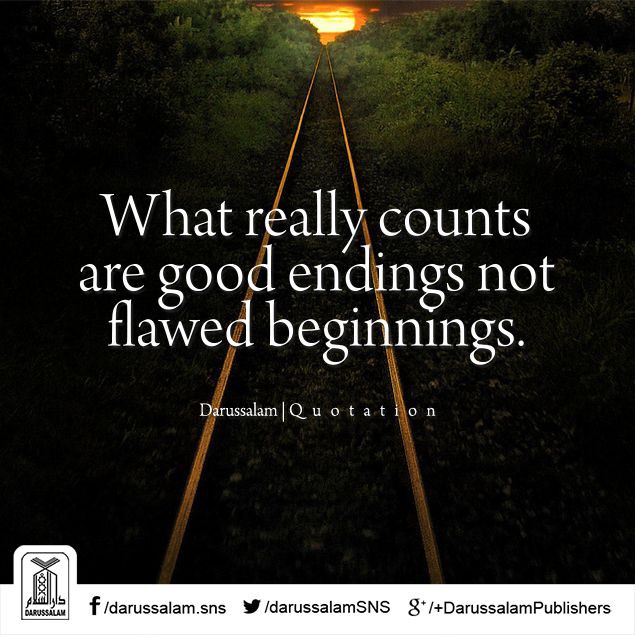 What really counts
are good endings not
flawed beginnings.
Darussalam | Quotation
دار السلام
DARUSSALAM
f /darussalam.sns /darussalamSNS g+ /+DarussalamPublishers